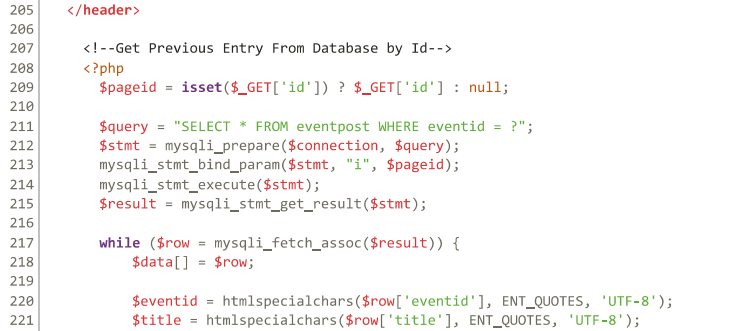 205 </header>
206
207 <!--Get Previous Entry From Database by Id-->
208 <?php
209 $pageid = isset($_GET['id']) ? $_GET['id'] : null;
210
211 $query = "SELECT * FROM eventpost WHERE eventid = ?";
212 $stmt = mysqli_prepare($connection, $query);
213 mysqli_stmt_bind_param($stmt, "i", $pageid);
214 mysqli_stmt_execute($stmt);
215 $result = mysqli_stmt_get_result($stmt);
216
217 while ($row = mysqli_fetch_assoc($result)) {
218 $data[] = $row;
219
220 $eventid = htmlspecialchars($row['eventid'], ENT_QUOTES, 'UTF-8');
221 $title = htmlspecialchars($row['title'], ENT_QUOTES, 'UTF-8');